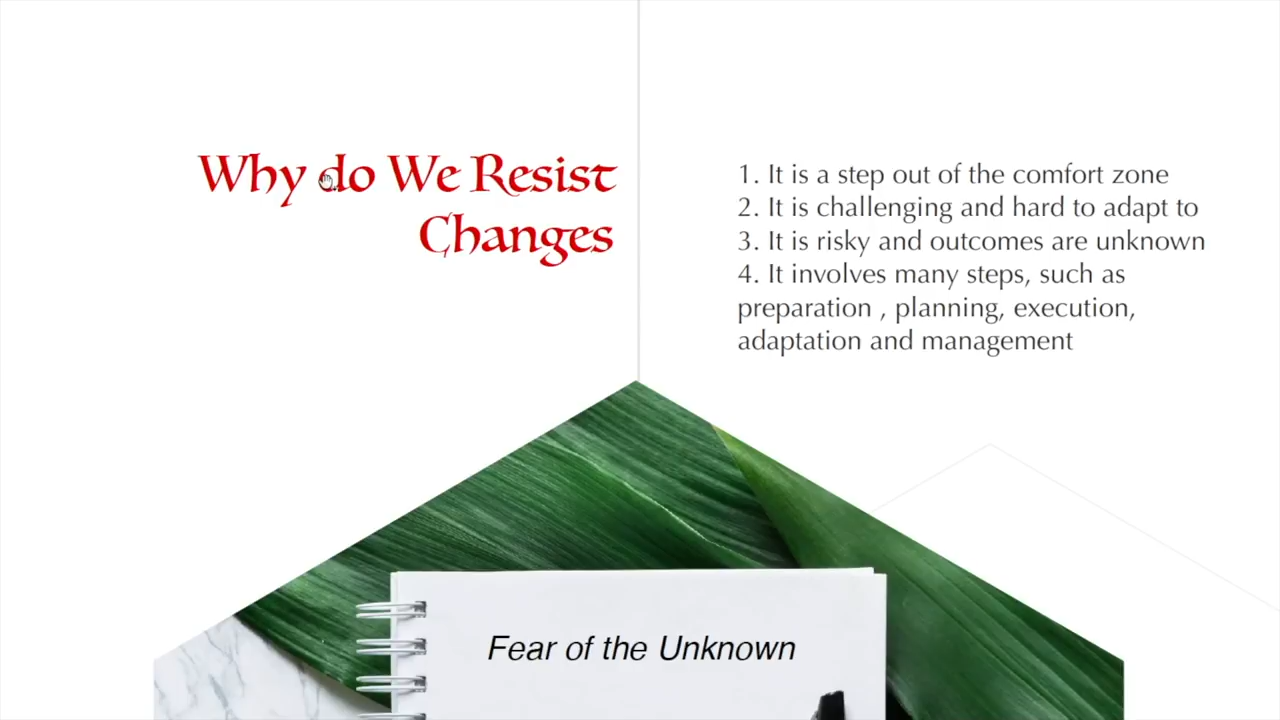 Why do We Resist
Changes
1. It is a step out of the comfort zone
2. It is challenging and hard to adapt to
3. It is risky and outcomes are unknown
4. It involves many steps, such as
preparation , planning, execution,
adaptation and management
Fear of the Unknown